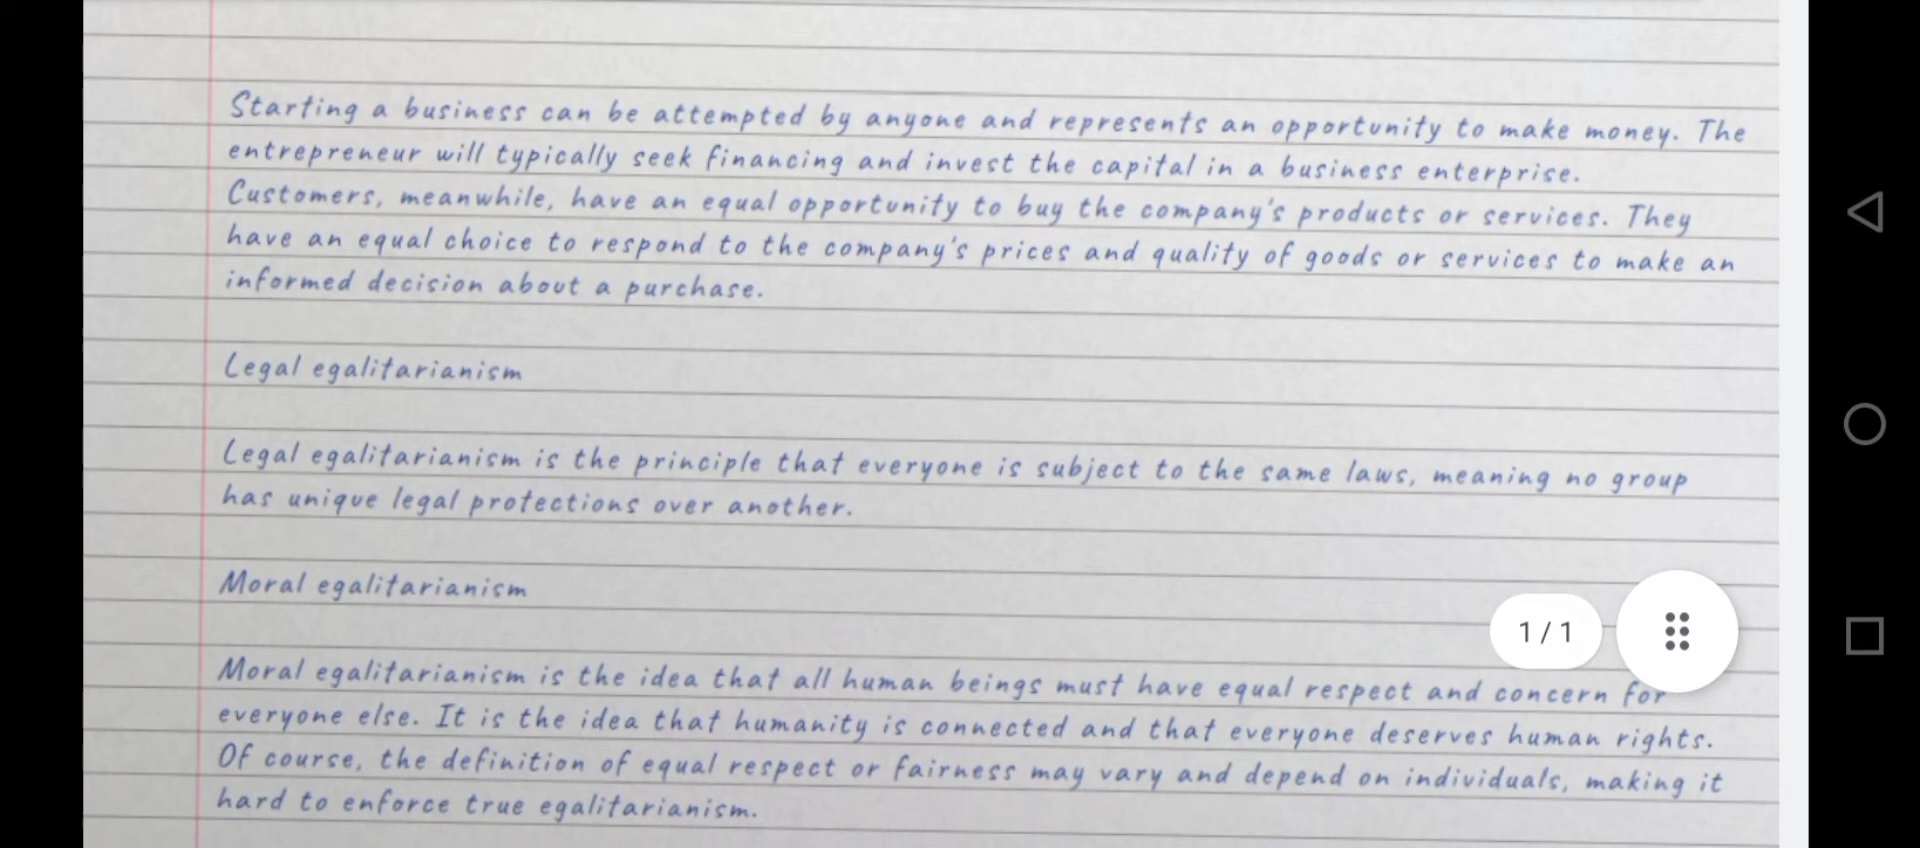 Starting a business can be attempted by anyone and represents an opportunity to make money. The
entrepreneur will typically seek financing and invest the capital in a business enterprise.
Customers, meanwhile, have an equal opportunity to buy the company's products or services. They
have an equal choice to respond to the company's prices and quality of goods or services to make an
informed decision about a purchase.
Legal egalitarianism
Legal egalitarianism is the principle that everyone is subject to the same laws, meaning no group
has unique legal protections over another.
Moral egalitarianism
1 / 1
Moral egalitarianism is the idea that all human beings must have equal respect and concern for
everyone else. It is the idea that humanity is connected and that everyone deserves human rights.
Of course, the definition of equal respect or fairness may vary and depend on individuals, making it
hard to enforce true egalitarianism.